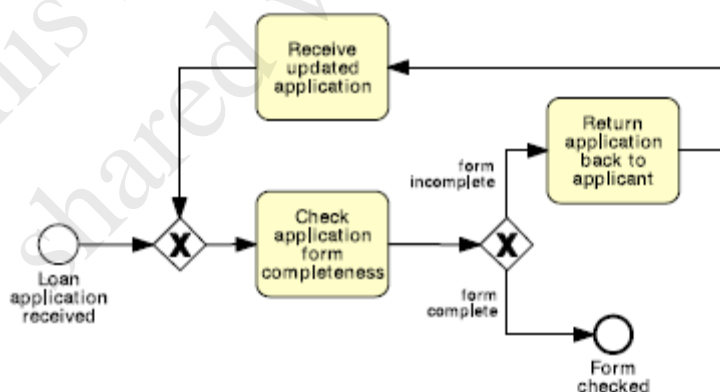 Receive
updated
application
Return
application
back to
applicant
form
incomplete
Check
application
form
completeness
X
X
Loan
application
received
form
complete
Form
checked
shared